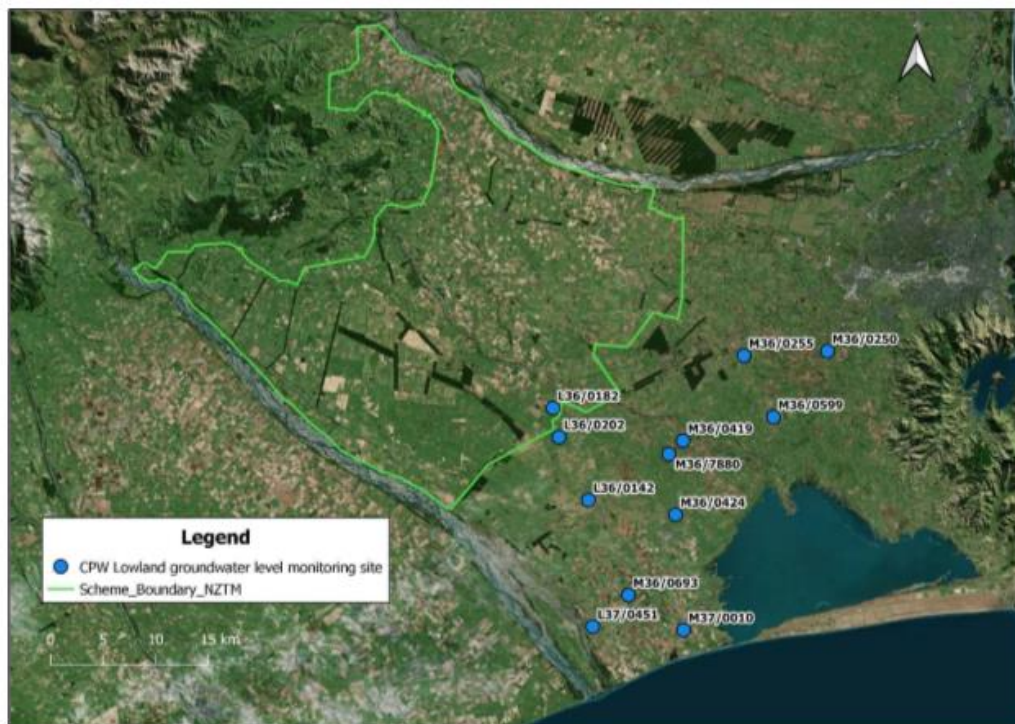 M36/0255
M36/0250
L36/0182
M36/0599
L36/0202
M36/0419
M36/7880
L36/0142
M36/0424
Legend
CPW Lowland groundwater level monitoring site
Scheme_Boundary_NZTM
M36/0693
L37/0451
M37/0010
0 5 10 15 km